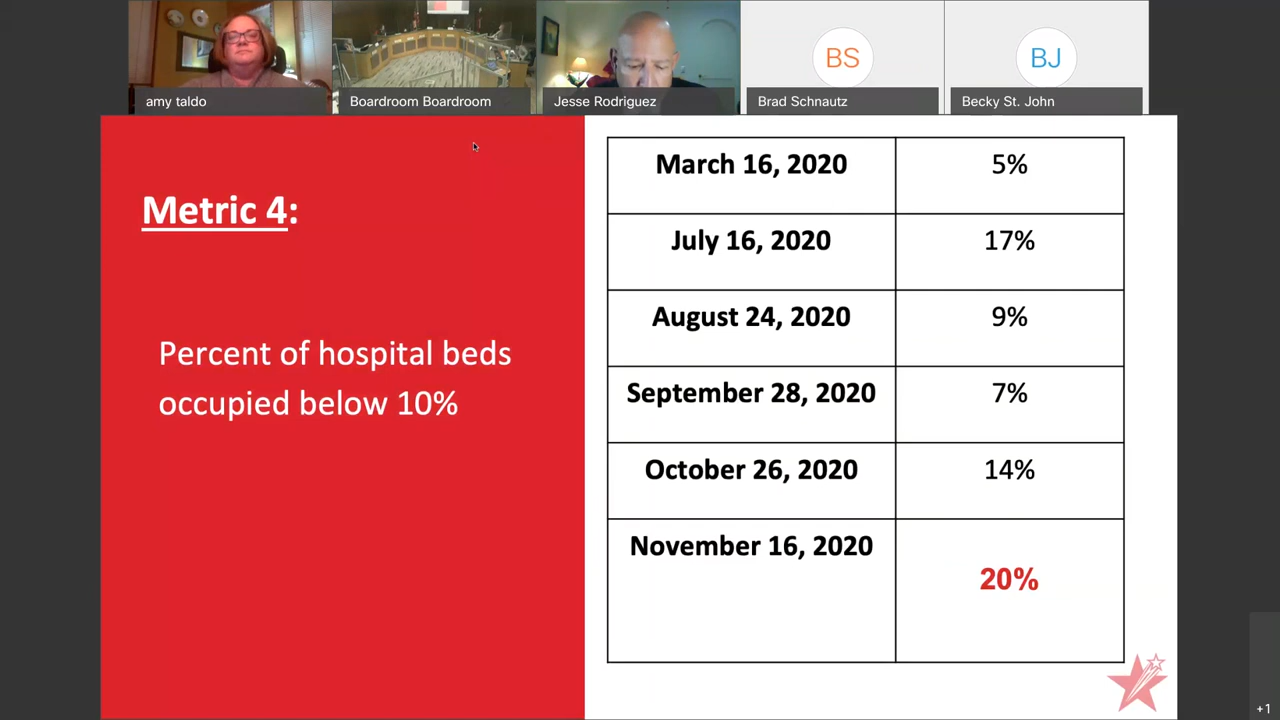 amy taldo
Boardroom Boardroom
Jesse Rodriguez
BS
Brad Schnautz
BJ
Becky St. John
Metric 4:
Percent of hospital beds
occupied below 10%
March 16, 2020 5%
July 16, 2020 17%
August 24, 2020 9%
September 28, 2020 7%
October 26, 2020 14%
November 16, 2020
20%
+1